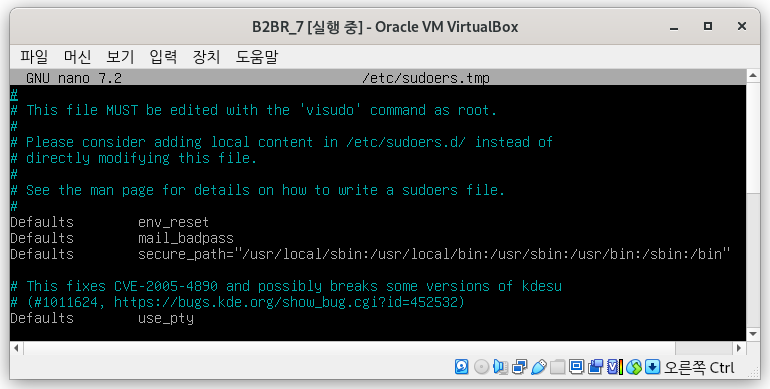 B2BR_7 [실행 중] - Oracle VM VirtualBox
파일 머신 보기 입력 장치 도움말
GNU nano 7.2 /etc/sudoers.tmp
#
# This file MUST be edited with the 'visudo' command as root.
#
# Please consider adding local content in /etc/sudoers.d/ instead of
# directly modifying this file.
#
# See the man page for details on how to write a sudoers file.
#
Defaults env_reset
Defaults mail_badpass
Defaults secure_path="/usr/local/sbin:/usr/local/bin:/usr/sbin:/usr/bin:/sbin:/bin"
# This fixes CVE-2005-4890 and possibly breaks some versions of kdesu
# (#1011624, https://bugs.kde.org/show_bug.cgi?id=452532)
Defaults use_pty
오른쪽 Ctrl